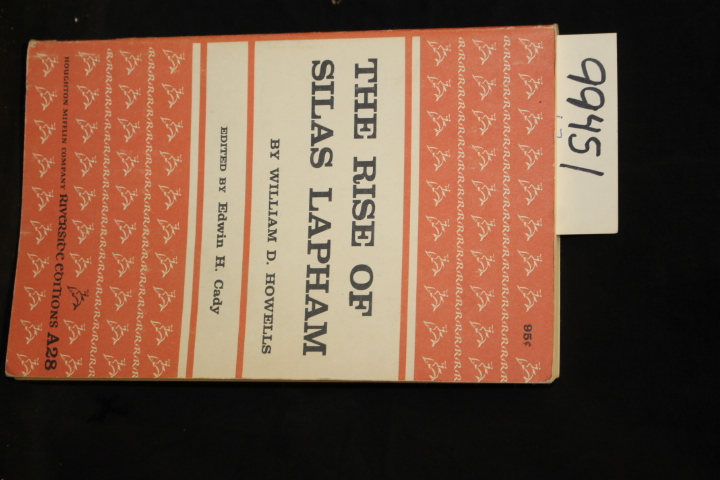 99451
95¢
THE RISE OF
SILAS LAPHAM
BY WILLIAM D. HOWELLS
EDITED BY Edwin H. Cady
HOUGHTON MIFFLIN COMPANY RIVERSIDE EDITIONS A28